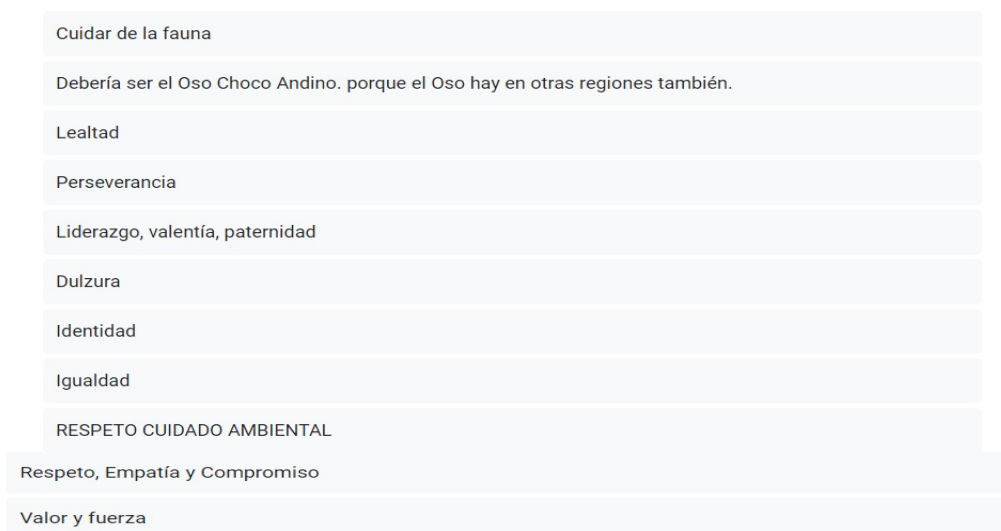 Cuidar de la fauna
Debería ser el Oso Choco Andino. porque el Oso hay en otras regiones también.
Lealtad
Perseverancia
Liderazgo, valentía, paternidad
Dulzura
Identidad
Igualdad
RESPETO CUIDADO AMBIENTAL
Respeto, Empatía y Compromiso
Valor y fuerza